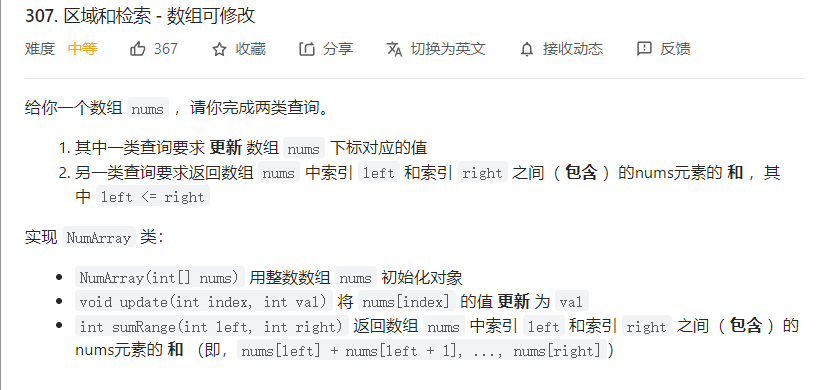 307. 区域和检索 - 数组可修改
难度 中等 367 收藏 分享 切换为英文 接收动态 反馈
给你一个数组 nums ，请你完成两类查询。
1. 其中一类查询要求 更新 数组 nums 下标对应的值
2. 另一类查询要求返回数组 nums 中索引 left 和索引 right 之间（ 包含 ）的nums元素的 和 ，其
中 left <= right
实现 NumArray 类：
• NumArray(int[] nums) 用整数数组 nums 初始化对象
• void update(int index, int val) 将 nums[index] 的值 更新 为 val
• int sumRange(int left, int right) 返回数组 nums 中索引 left 和索引 right 之间（ 包含 ）的
nums元素的 和 （即，nums[left] + nums[left + 1], ..., nums[right]）